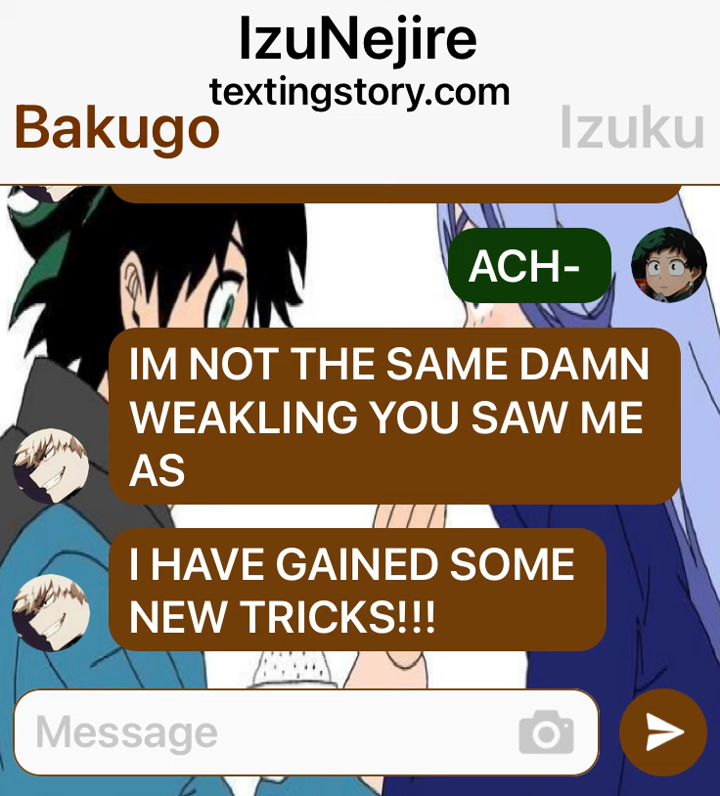 IzuNejire
textingstory.com
Bakugo
Izuku
ACH-
IM NOT THE SAME DAMN
WEAKLING YOU SAW ME
AS
I HAVE GAINED SOME
NEW TRICKS!!!
Message